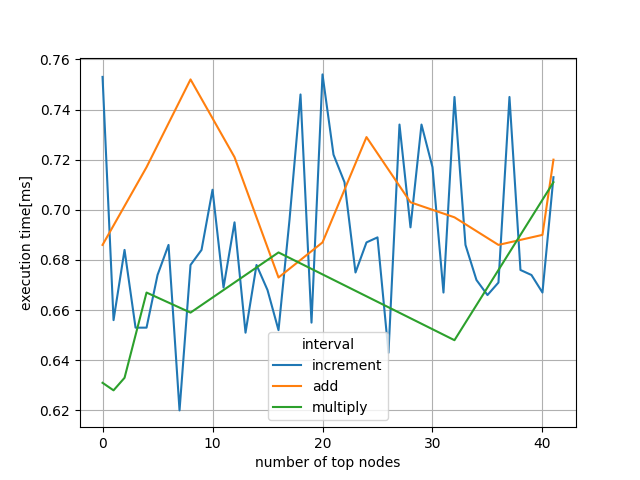 0.76
0.74
0.72
0.70
0.68
0.66
0.64
0.62
execution time[ms]
interval
increment
add
multiply
0 10 20 30 40
number of top nodes